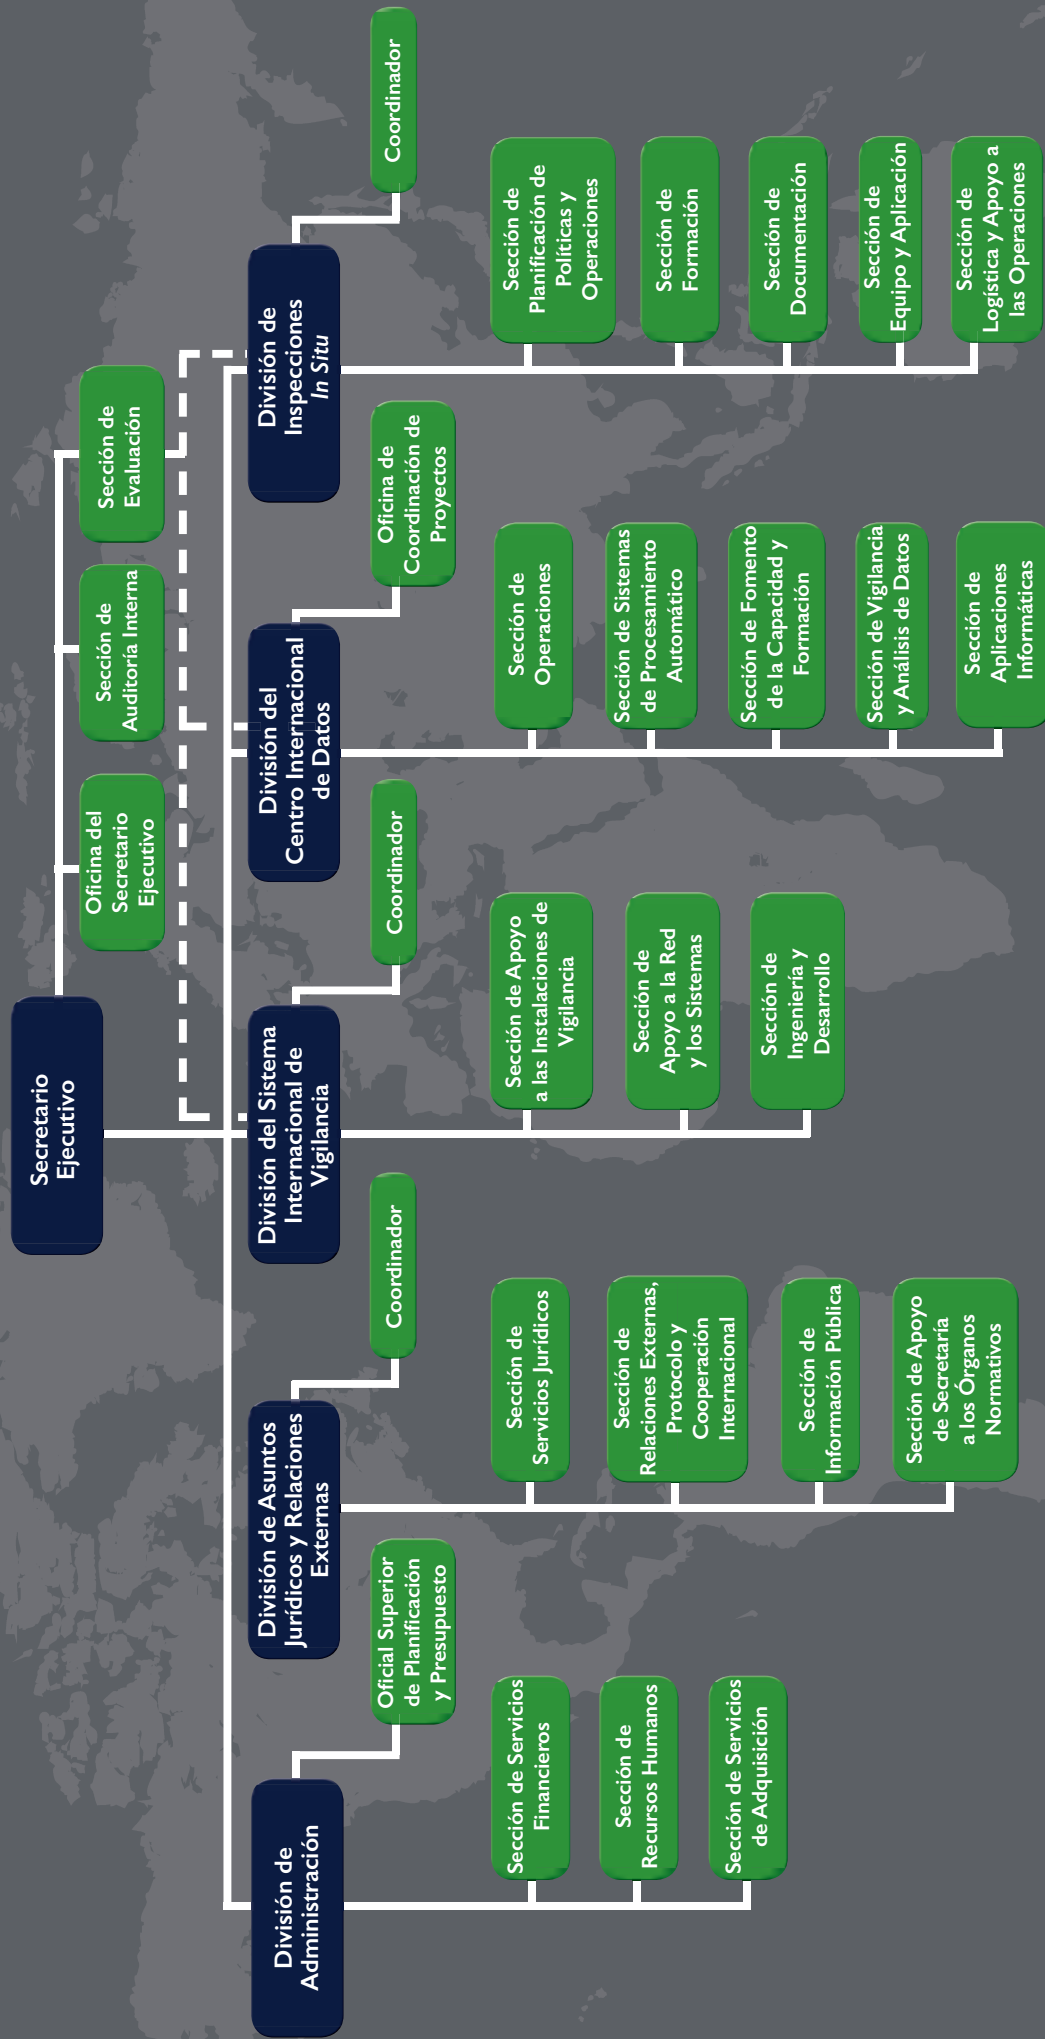 Secretario
Ejecutivo
Oficina del
Secretario
Ejecutivo
Sección de
Auditoría Interna
Sección de
Evaluación
División de
Administración
Oficial Superior
de Planificación
y Presupuesto
Sección de Servicios
Financieros
Sección de
Recursos Humanos
Sección de Servicios
de Adquisición
División de Asuntos
Jurídicos y Relaciones
Externas
Coordinador
Sección de
Servicios Jurídicos
Sección de
Relaciones Externas,
Protocolo y
Cooperación
Internacional
Sección de
Información Pública
Sección de Apoyo
de Secretaría
a los Órganos
Normativos
División del Sistema
Internacional de
Vigilancia
Coordinador
Sección de Apoyo
a las Instalaciones de
Vigilancia
Sección de
Apoyo a la Red
y los Sistemas
Sección de
Ingeniería y
Desarrollo
División del
Centro Internacional
de Datos
Oficina de
Coordinación de
Proyectos
Sección de
Operaciones
Sección de Sistemas
de Procesamiento
Automático
Sección de Fomento
de la Capacidad y
Formación
Sección de Vigilancia
y Análisis de Datos
Sección de
Aplicaciones
Informáticas
División de
Inspecciones
In Situ
Coordinador
Sección de
Planificación de
Políticas y
Operaciones
Sección de
Formación
Sección de
Documentación
Sección de
Equipo y Aplicación
Sección de
Logística y Apoyo a
las Operaciones